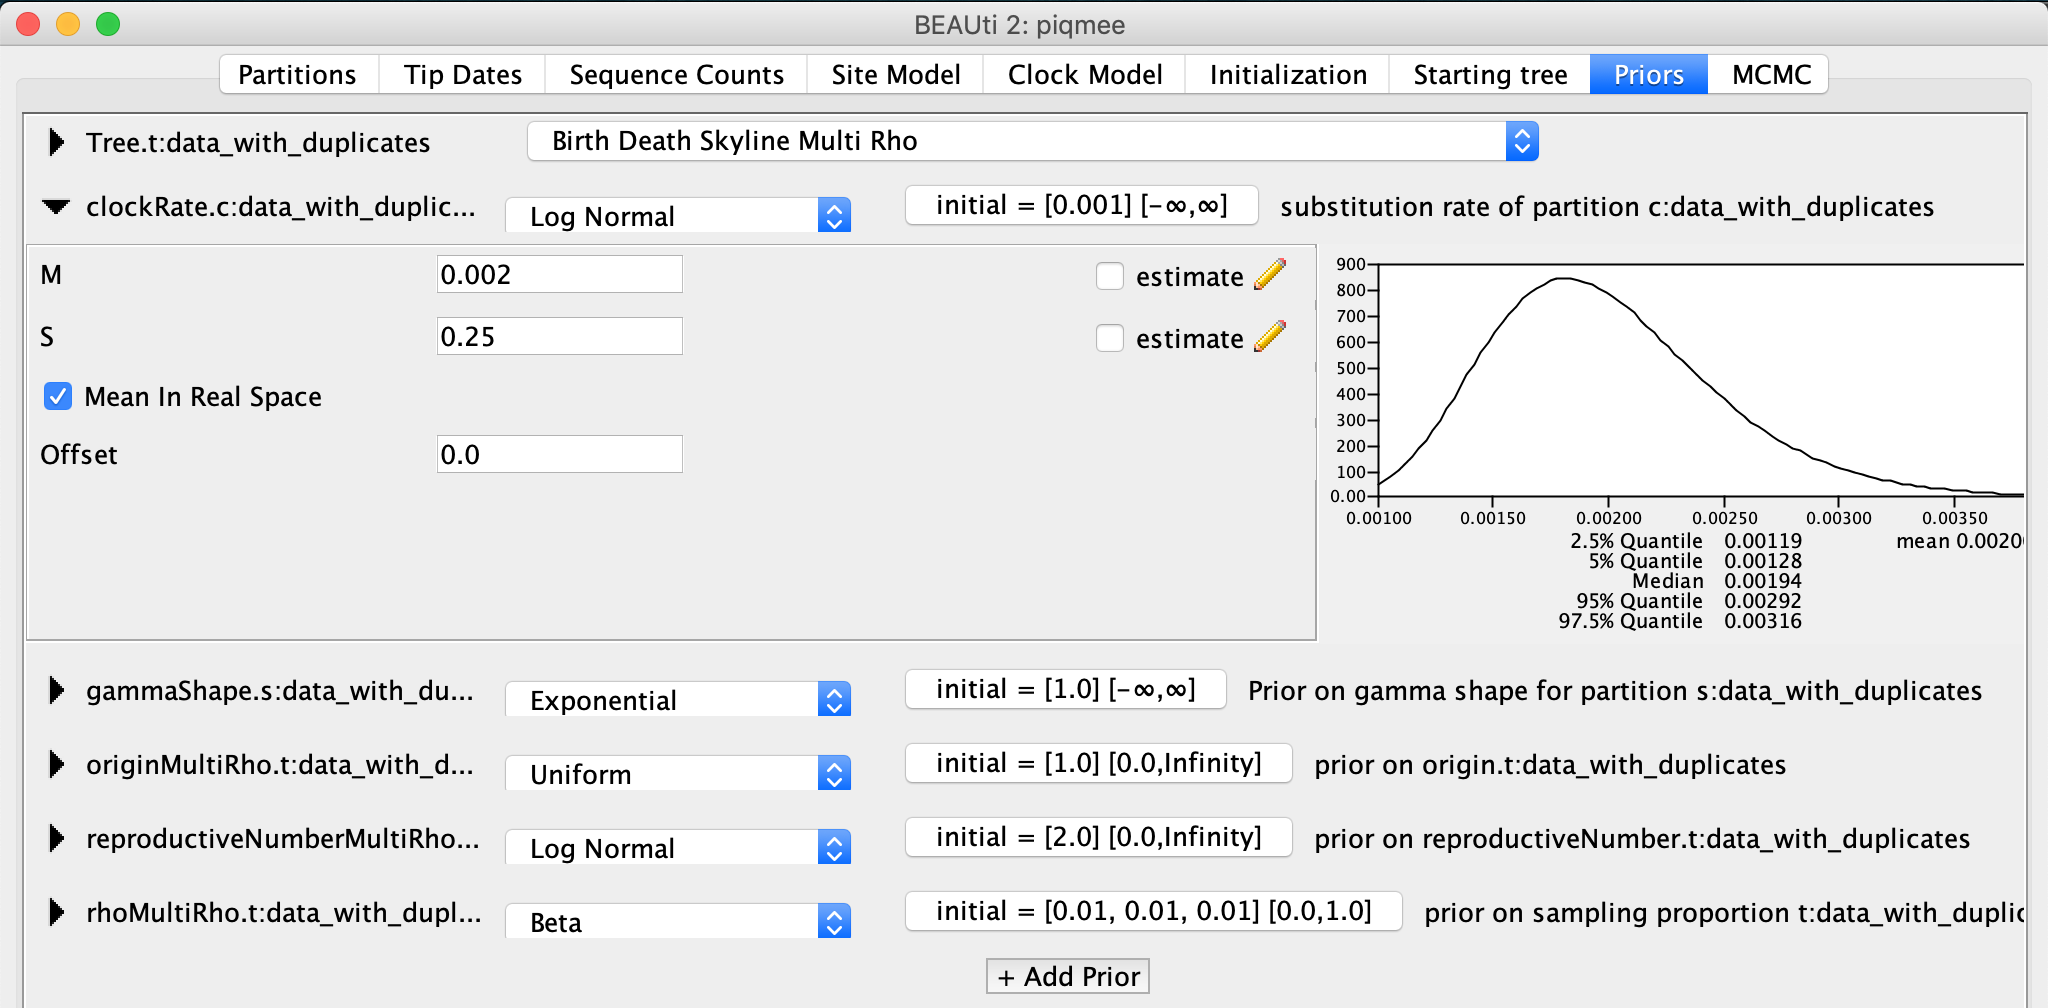 BEAUti 2: piqmee
Partitions Tip Dates Sequence Counts Site Model Clock Model Initialization Starting tree Priors MCMC
Tree.t:data_with_duplicates Birth Death Skyline Multi Rho
clockRate.c:data_with_duplic... Log Normal initial = [0.001] [-∞,∞] substitution rate of partition c:data_with_duplicates
M 0.002 estimate
S 0.25 estimate
Mean In Real Space
Offset 0.0
900
800
700
600
500
400
300
200
100
0.00
0.00100 0.00150 0.00200 0.00250 0.00300 0.00350
2.5% Quantile 0.00119 mean 0.0020
5% Quantile 0.00128
Median 0.00194
95% Quantile 0.00292
97.5% Quantile 0.00316
gammaShape.s:data_with_du... Exponential initial = [1.0] [-∞,∞] Prior on gamma shape for partition s:data_with_duplicates
originMultiRho.t:data_with_d... Uniform initial = [1.0] [0.0,Infinity] prior on origin.t:data_with_duplicates
reproductiveNumberMultiRho... Log Normal initial = [2.0] [0.0,Infinity] prior on reproductiveNumber.t:data_with_duplicates
rhoMultiRho.t:data_with_dupl... Beta initial = [0.01, 0.01, 0.01] [0.0,1.0] prior on sampling proportion t:data_with_duplic
+ Add Prior